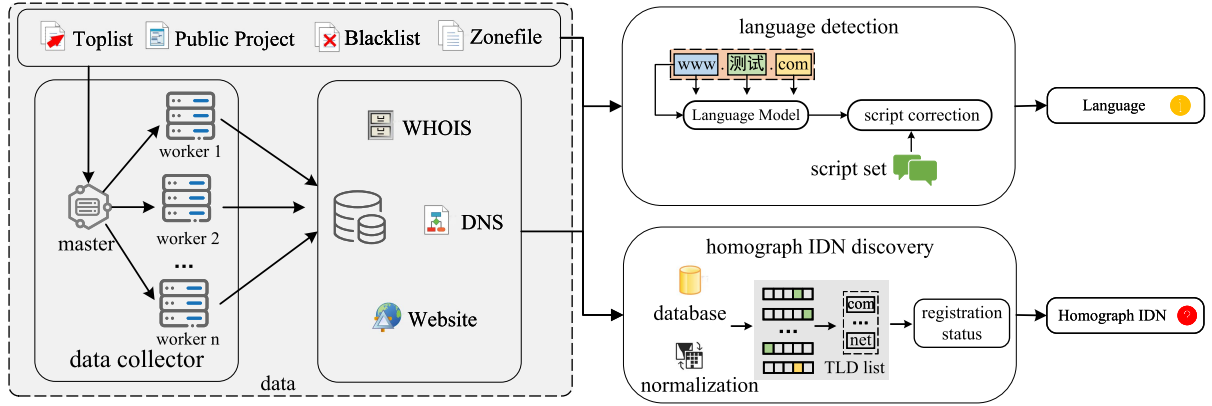 Toplist
Public Project
Blacklist
Zonefile
worker 1
worker 2
...
worker n
master
data collector
WHOIS
DNS
Website
data
language detection
www.测试.com
Language Model
script correction
script set
Language
homograph IDN discovery
database
normalization
...
com
...
net
TLD list
registration
status
Homograph IDN